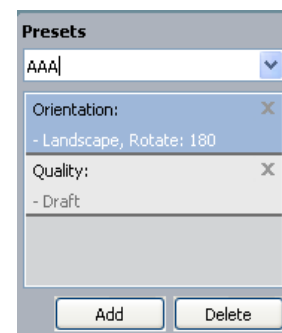 Presets
AAA
Orientation:
- Landscape, Rotate: 180
Quality:
- Draft
Add Delete